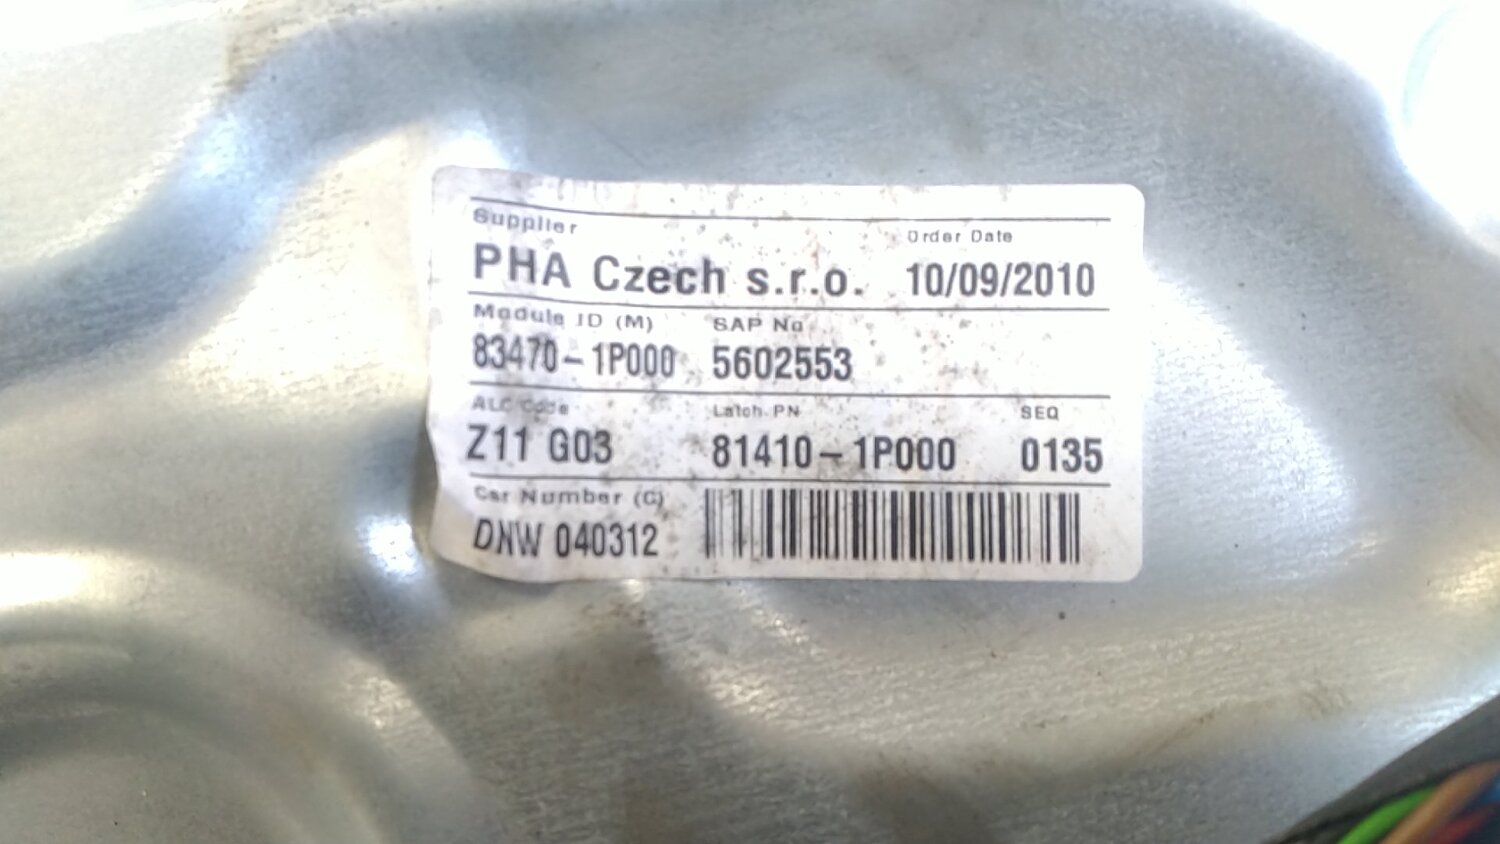 Supplier Order Date
PHA Czech s.r.o. 10/09/2010
Module ID (M) SAP No
83470-1P000 5602553
ALC Code Latch PN SEQ
Z11 G03 81410-1P000 0135
Car Number (C)
DNW 040312